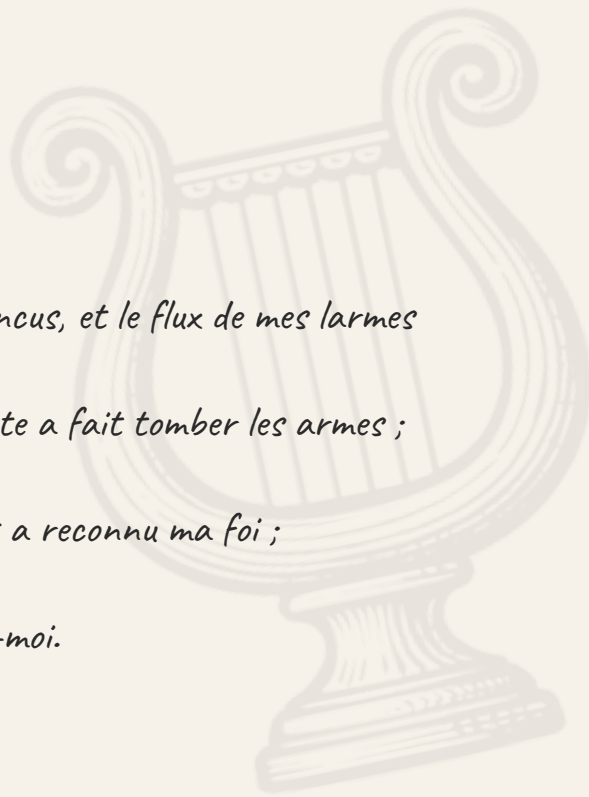 ncus, et le flux de mes larmes
te a fait tomber les armes ;
a reconnu ma foi ;
-moi.